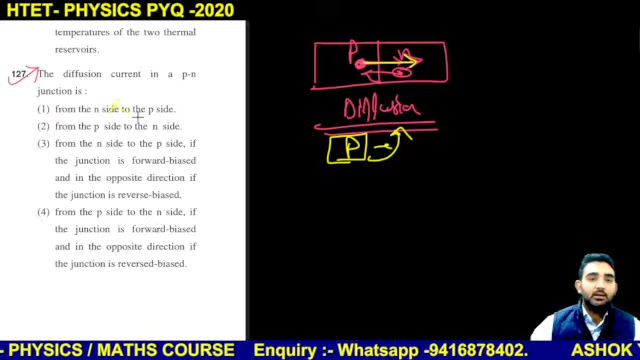 HTET- PHYSICS PYQ -2020
temperatures of the two thermal
reservoirs.
127. The diffusion current in a p-n
junction is :
(1) from the n side to the p side.
(2) from the p side to the n side.
(3) from the n side to the p side, if
the junction is forward-biased
and in the opposite direction if
the junction is reverse-biased.
(4) from the p side to the n side, if
the junction is forward-biased
and in the opposite direction if
the junction is reversed-biased.
P
n
Diffusion
P
- PHYSICS / MATHS COURSE Enquiry :- Whatsapp -9416878402. ASHOK